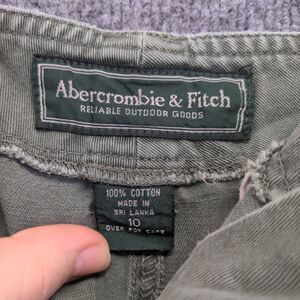 Abercrombie & Fitch
RELIABLE OUTDOOR GOODS
100% COTTON
MADE IN
SRI LANKA
10
OVER FOR CARE